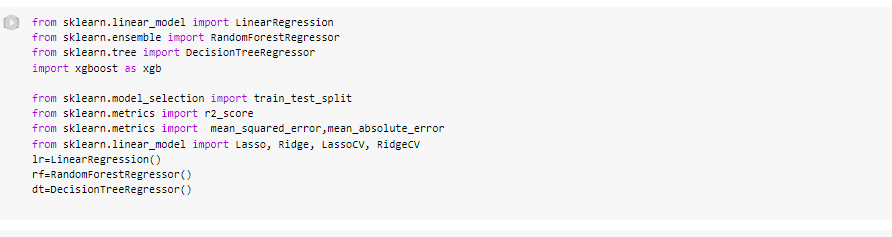 from sklearn.linear_model import LinearRegression
from sklearn.ensemble import RandomForestRegressor
from sklearn.tree import DecisionTreeRegressor
import xgboost as xgb
from sklearn.model_selection import train_test_split
from sklearn.metrics import r2_score
from sklearn.metrics import  mean_squared_error,mean_absolute_error
from sklearn.linear_model import Lasso, Ridge, LassoCV, RidgeCV
lr=LinearRegression()
rf=RandomForestRegressor()
dt=DecisionTreeRegressor()